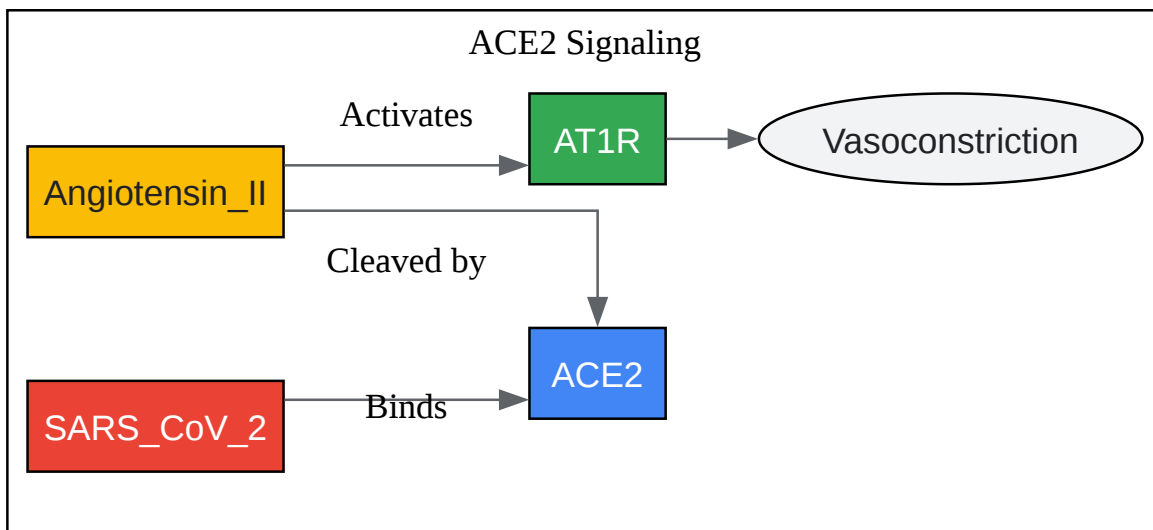 ACE2 Signaling
Activates
AT1R
Vasoconstriction
Angiotensin_II
Cleaved by
ACE2
Binds
SARS_CoV_2